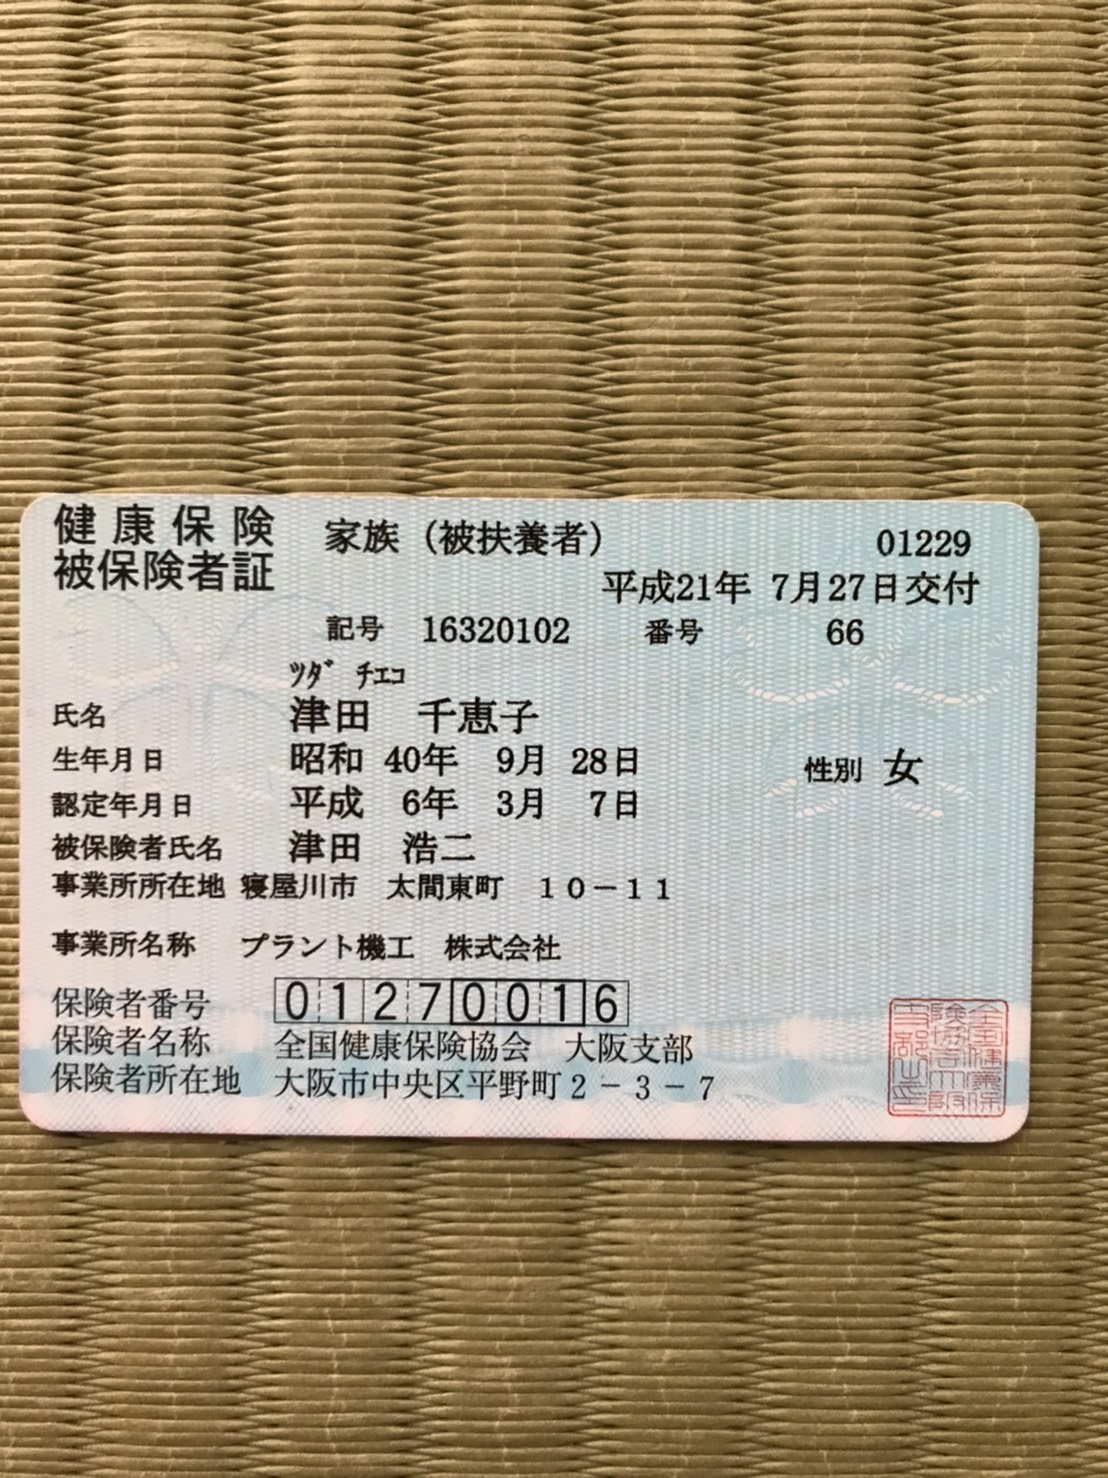 健康保険 家族（被扶養者） 01229
被保険者証 平成21年 7月27日交付
記号 16320102 番号 66
ﾂﾀﾞ ﾁｴｺ
氏名 津田 千恵子
生年月日 昭和 40年 9月 28日 性別 女
認定年月日 平成 6年 3月 7日
被保険者氏名 津田 浩二
事業所所在地 寝屋川市 太間東町 １０－１１
事業所名称 プラント機工 株式会社
保険者番号 01270016
保険者名称 全国健康保険協会 大阪支部
保険者所在地 大阪市中央区平野町２－３－７